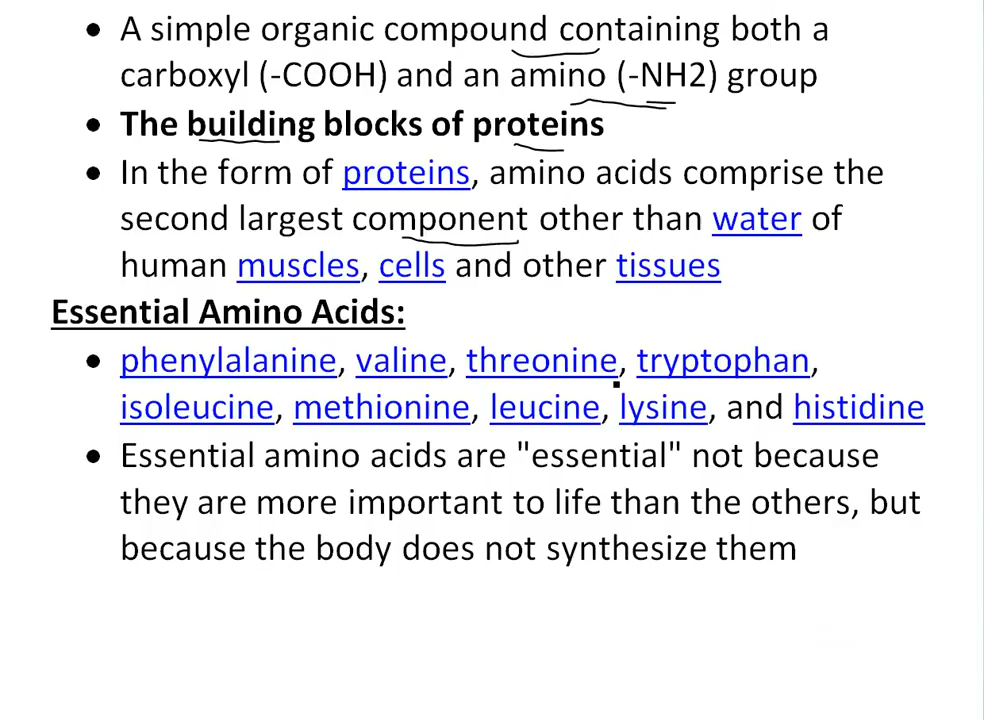 • A simple organic compound containing both a
carboxyl (-COOH) and an amino (-NH2) group
• The building blocks of proteins
• In the form of proteins, amino acids comprise the
second largest component other than water of
human muscles, cells and other tissues
Essential Amino Acids:
• phenylalanine, valine, threonine, tryptophan,
isoleucine, methionine, leucine, lysine, and histidine
• Essential amino acids are "essential" not because
they are more important to life than the others, but
because the body does not synthesize them